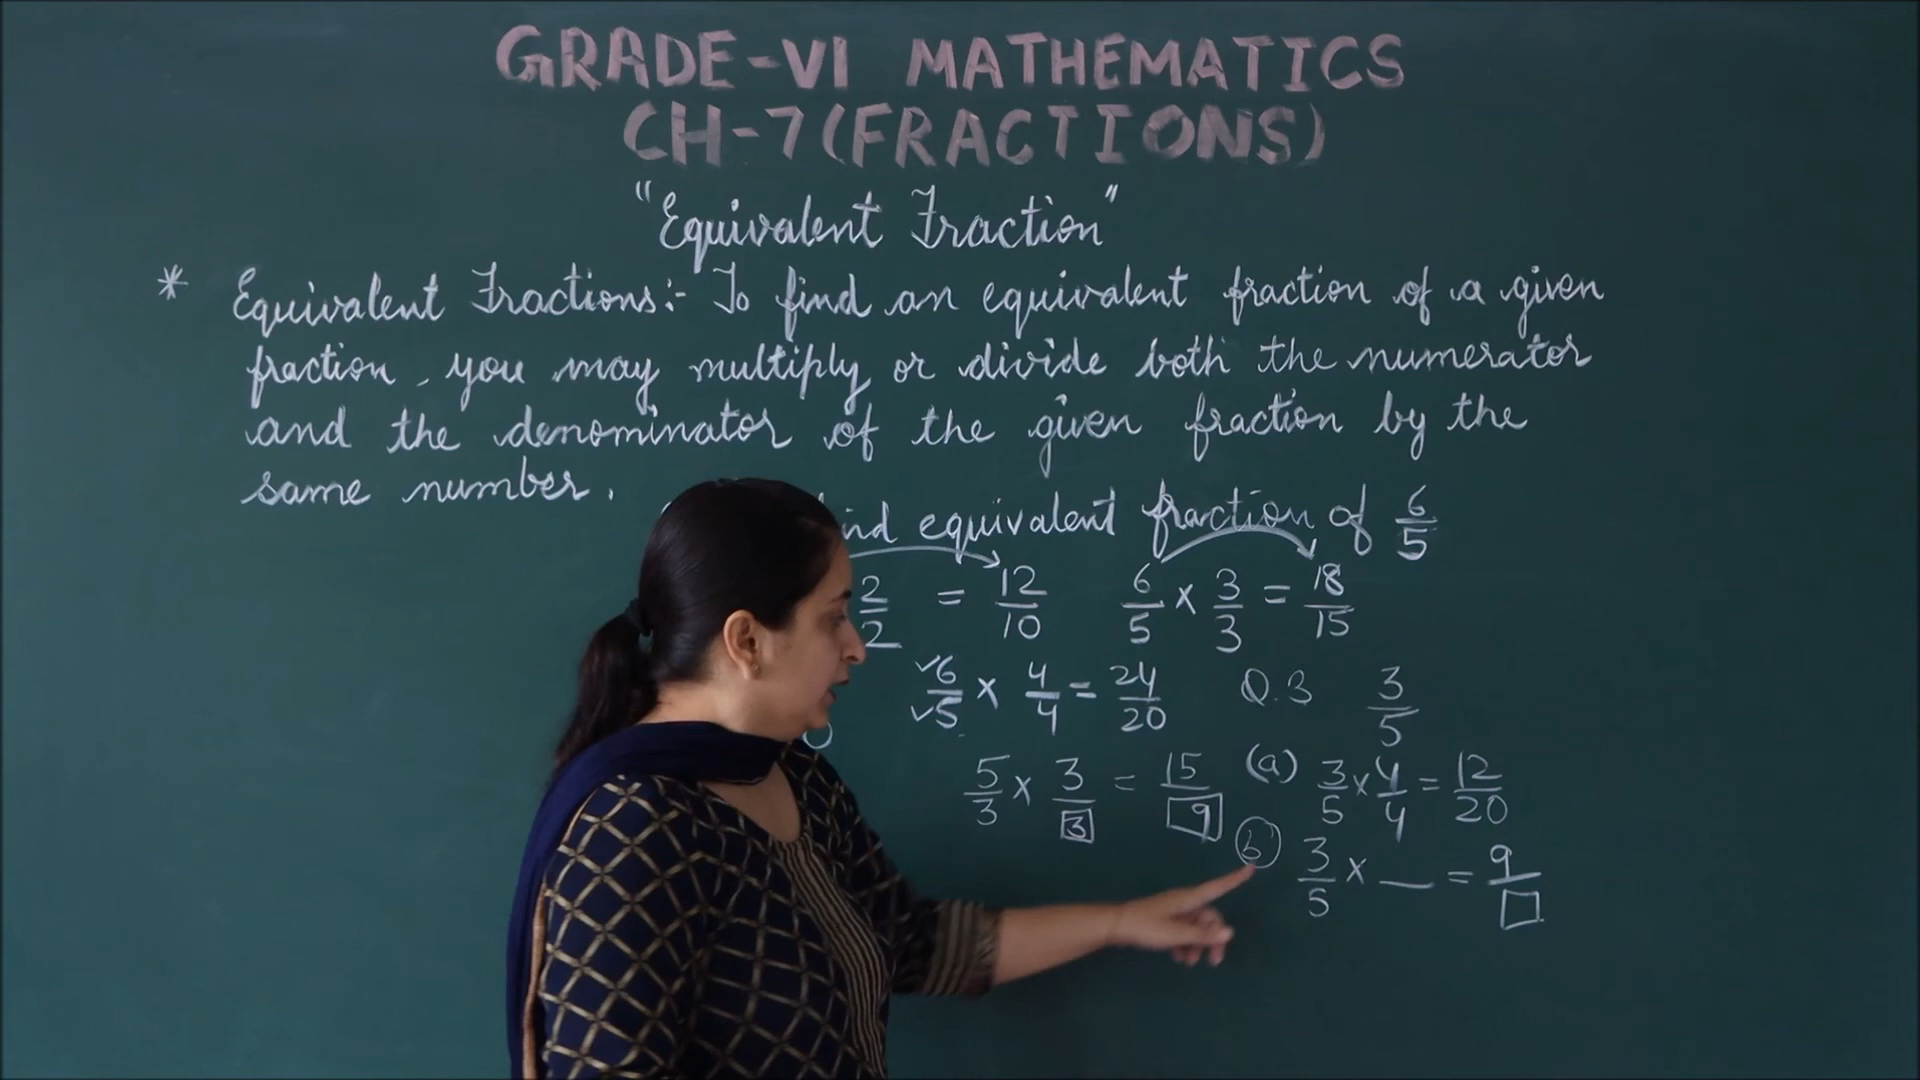 GRADE-VI MATHEMATICS
CH-7 (FRACTIONS)
"Equivalent Fraction"
* Equivalent Fractions:- To find an equivalent fraction of a given
fraction, you may multiply or divide both the numerator
and the denominator of the given fraction by the
same number.
equivalent fraction of 6/5
2/2 = 12/10 6/5 × 3/3 = 18/15
✓6/✓5 × 4/4 = 24/20 Q.3 3/5
5/3 × 3/3 = 15/9 (a) 3/5 × 4/4 = 12/20
(b) 3/5 × __ = 9/□